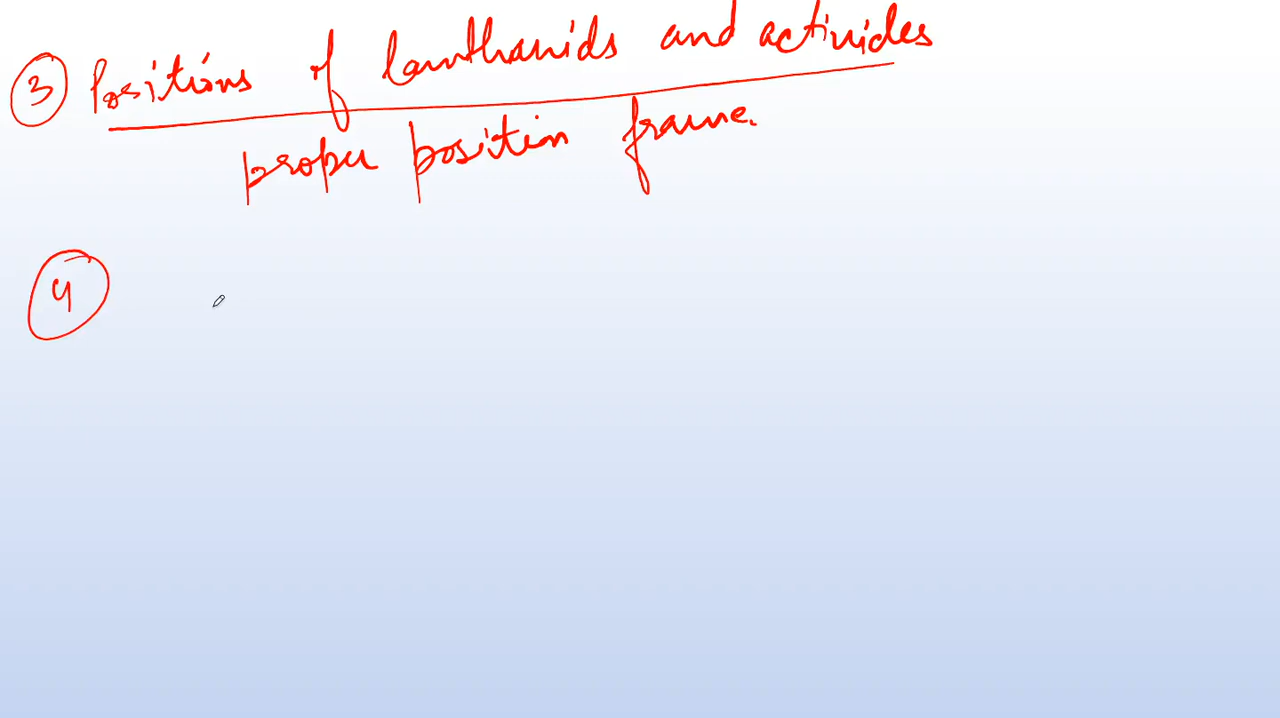 3 Positions of lanthanids and actinides
proper position frame.
4